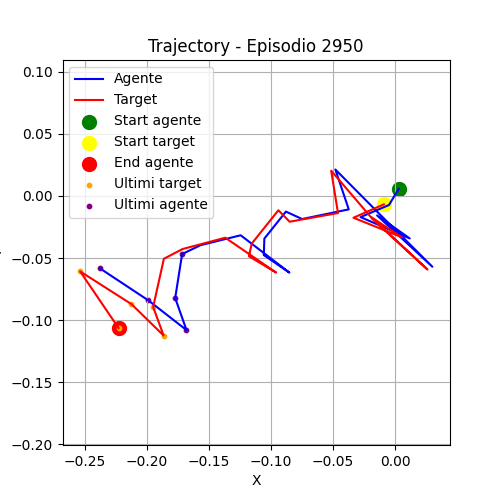 Trajectory - Episodio 2950
Agente
Target
Start agente
Start target
End agente
Ultimi target
Ultimi agente
0.10
0.05
0.00
−0.05
−0.10
−0.15
−0.20
−0.25
−0.20
−0.15
−0.10
−0.05
0.00
X